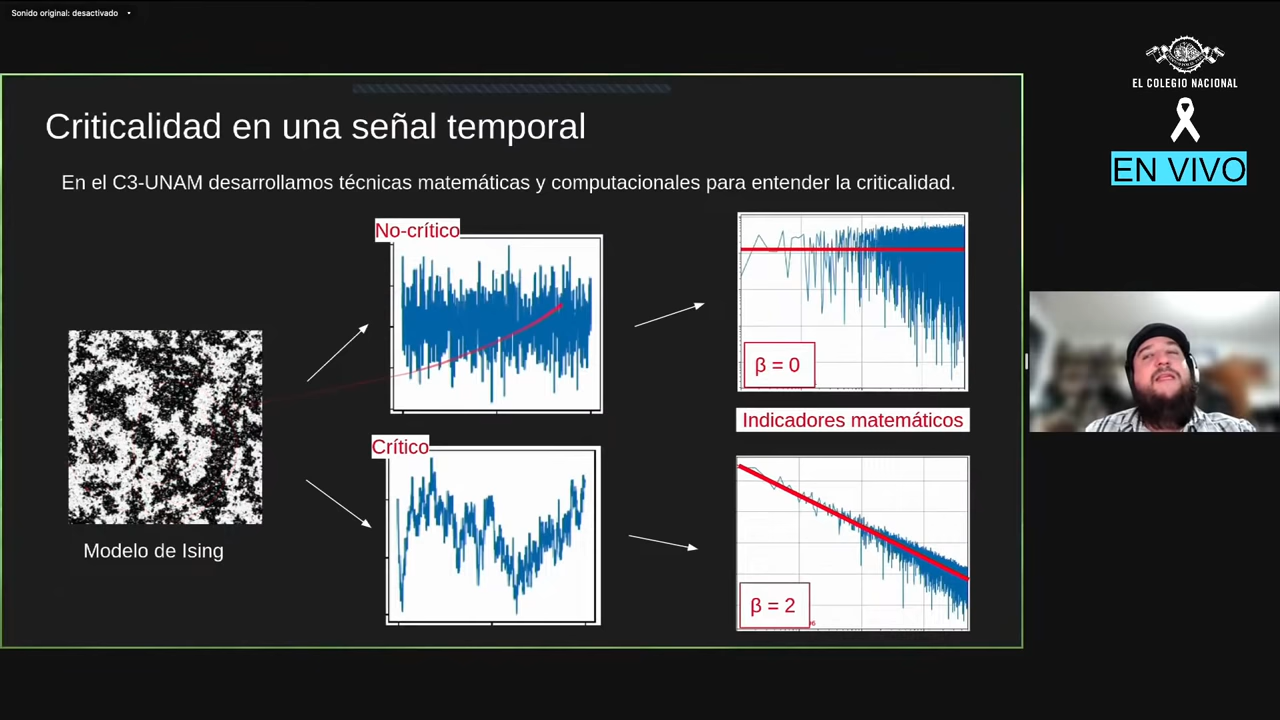 Sonido original: desactivado
EL COLEGIO NACIONAL
EN VIVO
Criticalidad en una señal temporal
En el C3-UNAM desarrollamos técnicas matemáticas y computacionales para entender la criticalidad.
No-crítico
β = 0
Indicadores matemáticos
Crítico
Modelo de Ising
β = 2